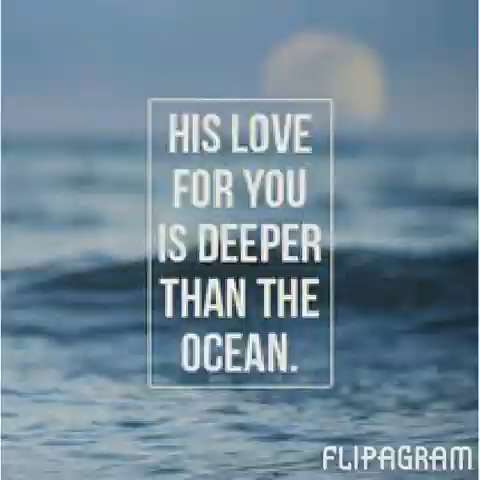 HIS LOVE
FOR YOU
IS DEEPER
THAN THE
OCEAN.
FLIPAGRAM